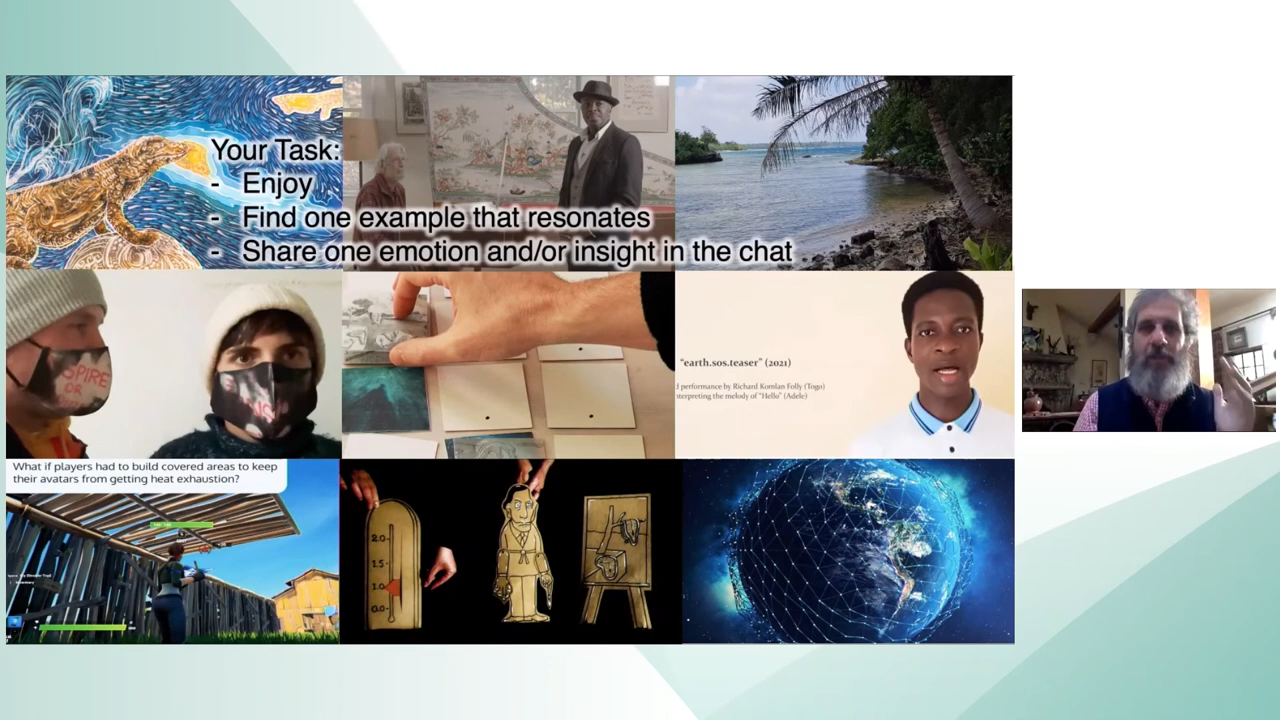 Your Task:
- Enjoy
- Find one example that resonates
- Share one emotion and/or insight in the chat
SPIRE
OR
“earth.sos.teaser” (2021)
d performance by Richard Komlan Folly (Togo)
nterpreting the melody of “Hello” (Adele)
What if players had to build covered areas to keep
their avatars from getting heat exhaustion?
2.0-
1.5-
1.0
0.0-